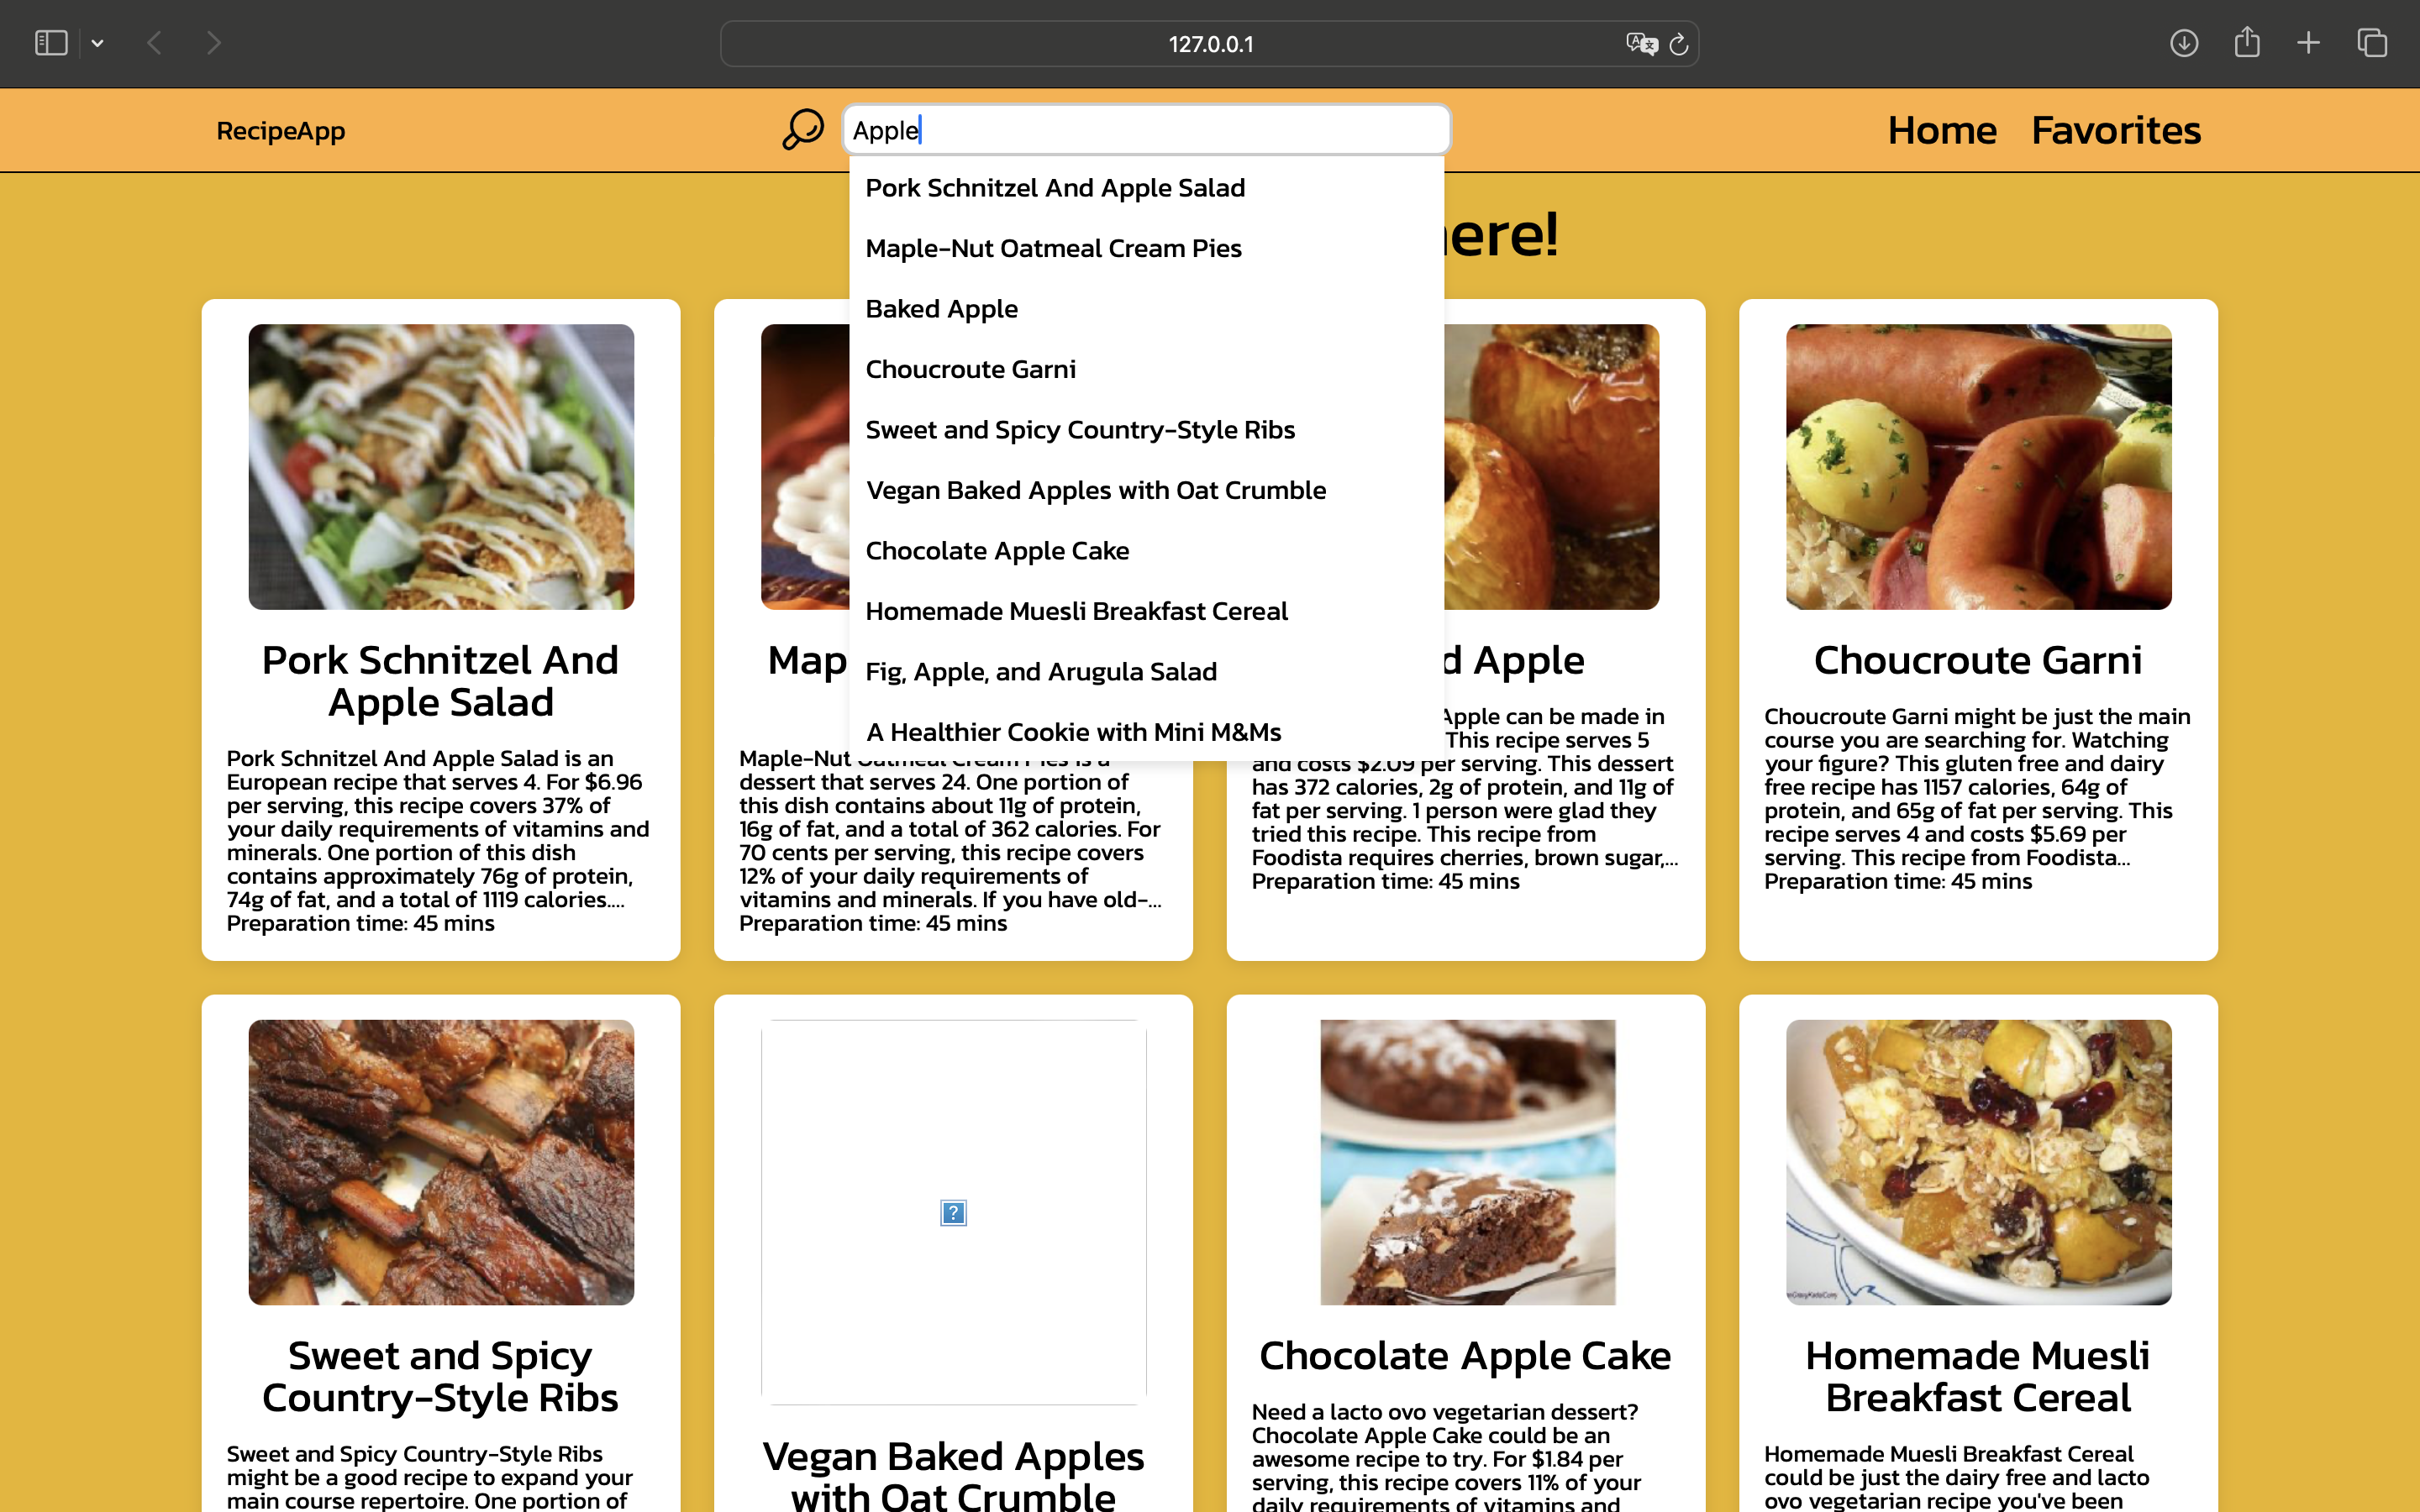 127.0.0.1
RecipeApp
Apple
Home Favorites
Pork Schnitzel And Apple Salad
Maple-Nut Oatmeal Cream Pies
Baked Apple
Choucroute Garni
Sweet and Spicy Country-Style Ribs
Vegan Baked Apples with Oat Crumble
Chocolate Apple Cake
Homemade Muesli Breakfast Cereal
Fig, Apple, and Arugula Salad
A Healthier Cookie with Mini M&Ms
ere!
Pork Schnitzel And
Apple Salad
Pork Schnitzel And Apple Salad is an
European recipe that serves 4. For $6.96
per serving, this recipe covers 37% of
your daily requirements of vitamins and
minerals. One portion of this dish
contains approximately 76g of protein,
74g of fat, and a total of 1119 calories....
Preparation time: 45 mins
Map
Maple-Nut Oatmeal Cream Pies is a
dessert that serves 24. One portion of
this dish contains about 11g of protein,
16g of fat, and a total of 362 calories. For
70 cents per serving, this recipe covers
12% of your daily requirements of
vitamins and minerals. If you have old-...
Preparation time: 45 mins
d Apple
Apple can be made in
This recipe serves 5
and costs $2.09 per serving. This dessert
has 372 calories, 2g of protein, and 11g of
fat per serving. 1 person were glad they
tried this recipe. This recipe from
Foodista requires cherries, brown sugar,...
Preparation time: 45 mins
Choucroute Garni
Choucroute Garni might be just the main
course you are searching for. Watching
your figure? This gluten free and dairy
free recipe has 1157 calories, 64g of
protein, and 65g of fat per serving. This
recipe serves 4 and costs $5.69 per
serving. This recipe from Foodista...
Preparation time: 45 mins
Sweet and Spicy
Country-Style Ribs
Sweet and Spicy Country-Style Ribs
might be a good recipe to expand your
main course repertoire. One portion of
Vegan Baked Apples
with Oat Crumble
Chocolate Apple Cake
Need a lacto ovo vegetarian dessert?
Chocolate Apple Cake could be an
awesome recipe to try. For $1.84 per
serving, this recipe covers 11% of your
daily requirements of vitamins and
Homemade Muesli
Breakfast Cereal
Homemade Muesli Breakfast Cereal
could be just the dairy free and lacto
ovo vegetarian recipe you've been